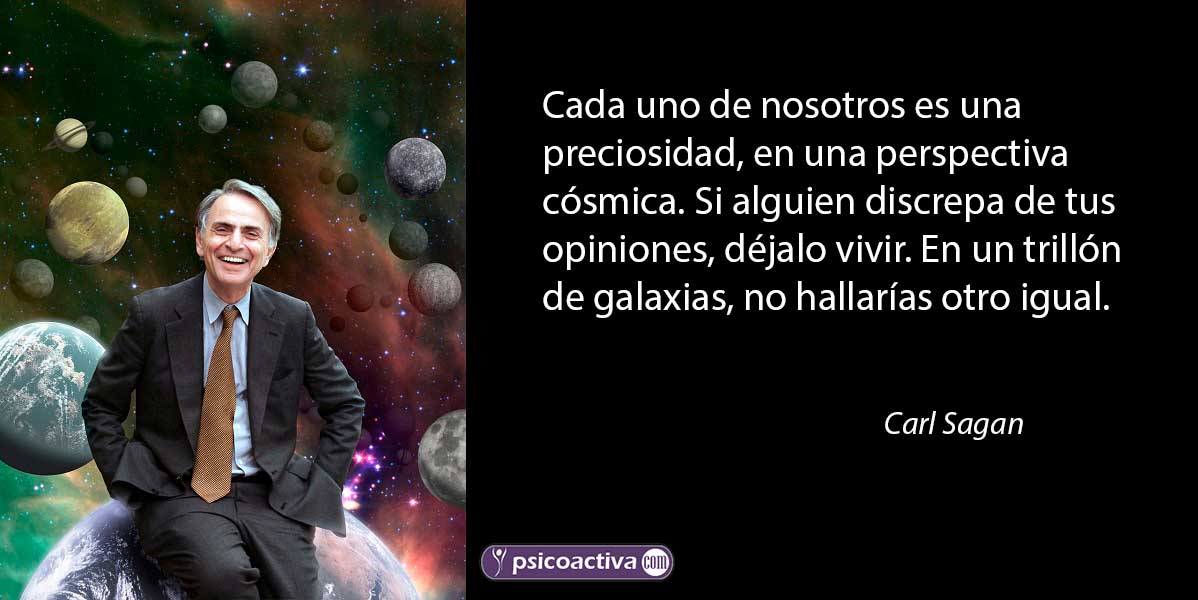 Cada uno de nosotros es una
preciosidad, en una perspectiva
cósmica. Si alguien discrepa de tus
opiniones, déjalo vivir. En un trillón
de galaxias, no hallarías otro igual.
Carl Sagan
psicoactiva com